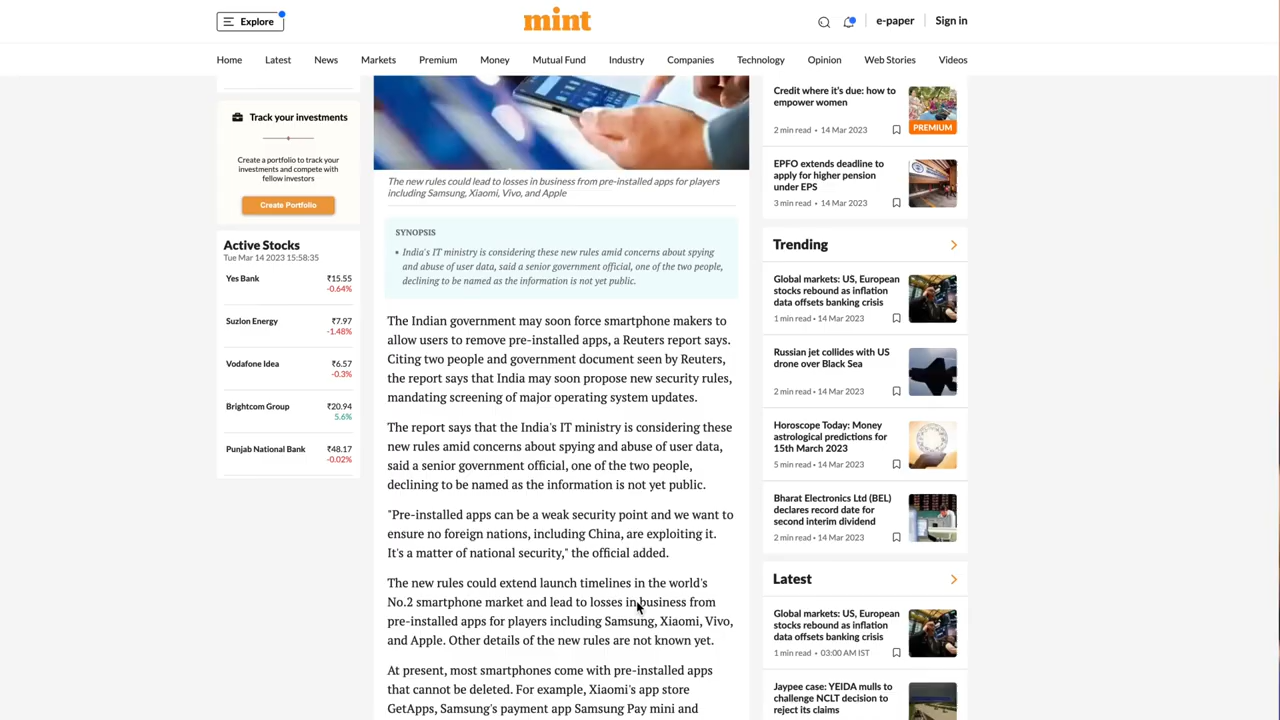 Explore
mint
e-paper
Sign in
Home
Latest
News
Markets
Premium
Money
Mutual Fund
Industry
Companies
Technology
Opinion
Web Stories
Videos
Track your investments
Create a portfolio to track your
investments and compete with
fellow investors
Create Portfolio
Active Stocks
Tue Mar 14 2023 15:58:35
Yes Bank
₹15.55
-0.64%
Suzlon Energy
₹7.97
-1.48%
Vodafone Idea
₹6.57
-0.3%
Brightcom Group
₹20.94
5.6%
Punjab National Bank
₹48.17
-0.02%
The new rules could lead to losses in business from pre-installed apps for players
including Samsung, Xiaomi, Vivo, and Apple
SYNOPSIS
• India's IT ministry is considering these new rules amid concerns about spying
and abuse of user data, said a senior government official, one of the two people,
declining to be named as the information is not yet public.
The Indian government may soon force smartphone makers to
allow users to remove pre-installed apps, a Reuters report says.
Citing two people and government document seen by Reuters,
the report says that India may soon propose new security rules,
mandating screening of major operating system updates.
The report says that the India's IT ministry is considering these
new rules amid concerns about spying and abuse of user data,
said a senior government official, one of the two people,
declining to be named as the information is not yet public.
"Pre-installed apps can be a weak security point and we want to
ensure no foreign nations, including China, are exploiting it.
It's a matter of national security," the official added.
The new rules could extend launch timelines in the world's
No.2 smartphone market and lead to losses in business from
pre-installed apps for players including Samsung, Xiaomi, Vivo,
and Apple. Other details of the new rules are not known yet.
At present, most smartphones come with pre-installed apps
that cannot be deleted. For example, Xiaomi's app store
GetApps, Samsung's payment app Samsung Pay mini and
Credit where it's due: how to
empower women
2 min read • 14 Mar 2023
PREMIUM
EPFO extends deadline to
apply for higher pension
under EPS
3 min read • 14 Mar 2023
Trending
Global markets: US, European
stocks rebound as inflation
data offsets banking crisis
1 min read • 14 Mar 2023
Russian jet collides with US
drone over Black Sea
2 min read • 14 Mar 2023
Horoscope Today: Money
astrological predictions for
15th March 2023
5 min read • 14 Mar 2023
Bharat Electronics Ltd (BEL)
declares record date for
second interim dividend
2 min read • 14 Mar 2023
Latest
Global markets: US, European
stocks rebound as inflation
data offsets banking crisis
1 min read • 03:00 AM IST
Jaypee case: YEIDA mulls to
challenge NCLT decision to
reject its claims